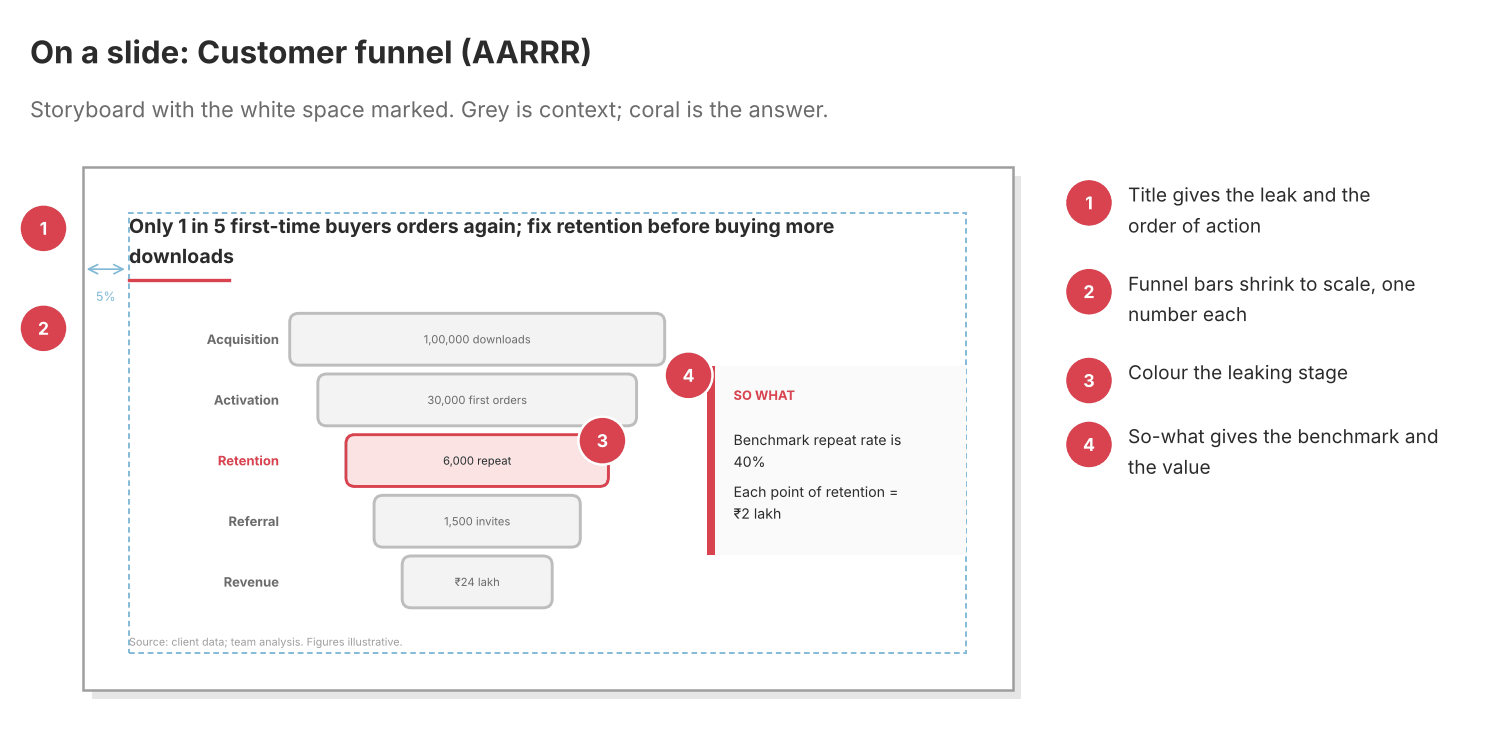 On a slide: Customer funnel (AARRR)
Storyboard with the white space marked. Grey is context; coral is the answer.
1
Only 1 in 5 first-time buyers orders again; fix retention before buying more
downloads
5%
2
Acquisition
1,00,000 downloads
Activation
30,000 first orders
Retention
6,000 repeat
3
Referral
1,500 invites
Revenue
₹24 lakh
4
SO WHAT
Benchmark repeat rate is
40%
Each point of retention =
₹2 lakh
Source: client data; team analysis. Figures illustrative.
1
Title gives the leak and the
order of action
2
Funnel bars shrink to scale, one
number each
3
Colour the leaking stage
4
So-what gives the benchmark and
the value